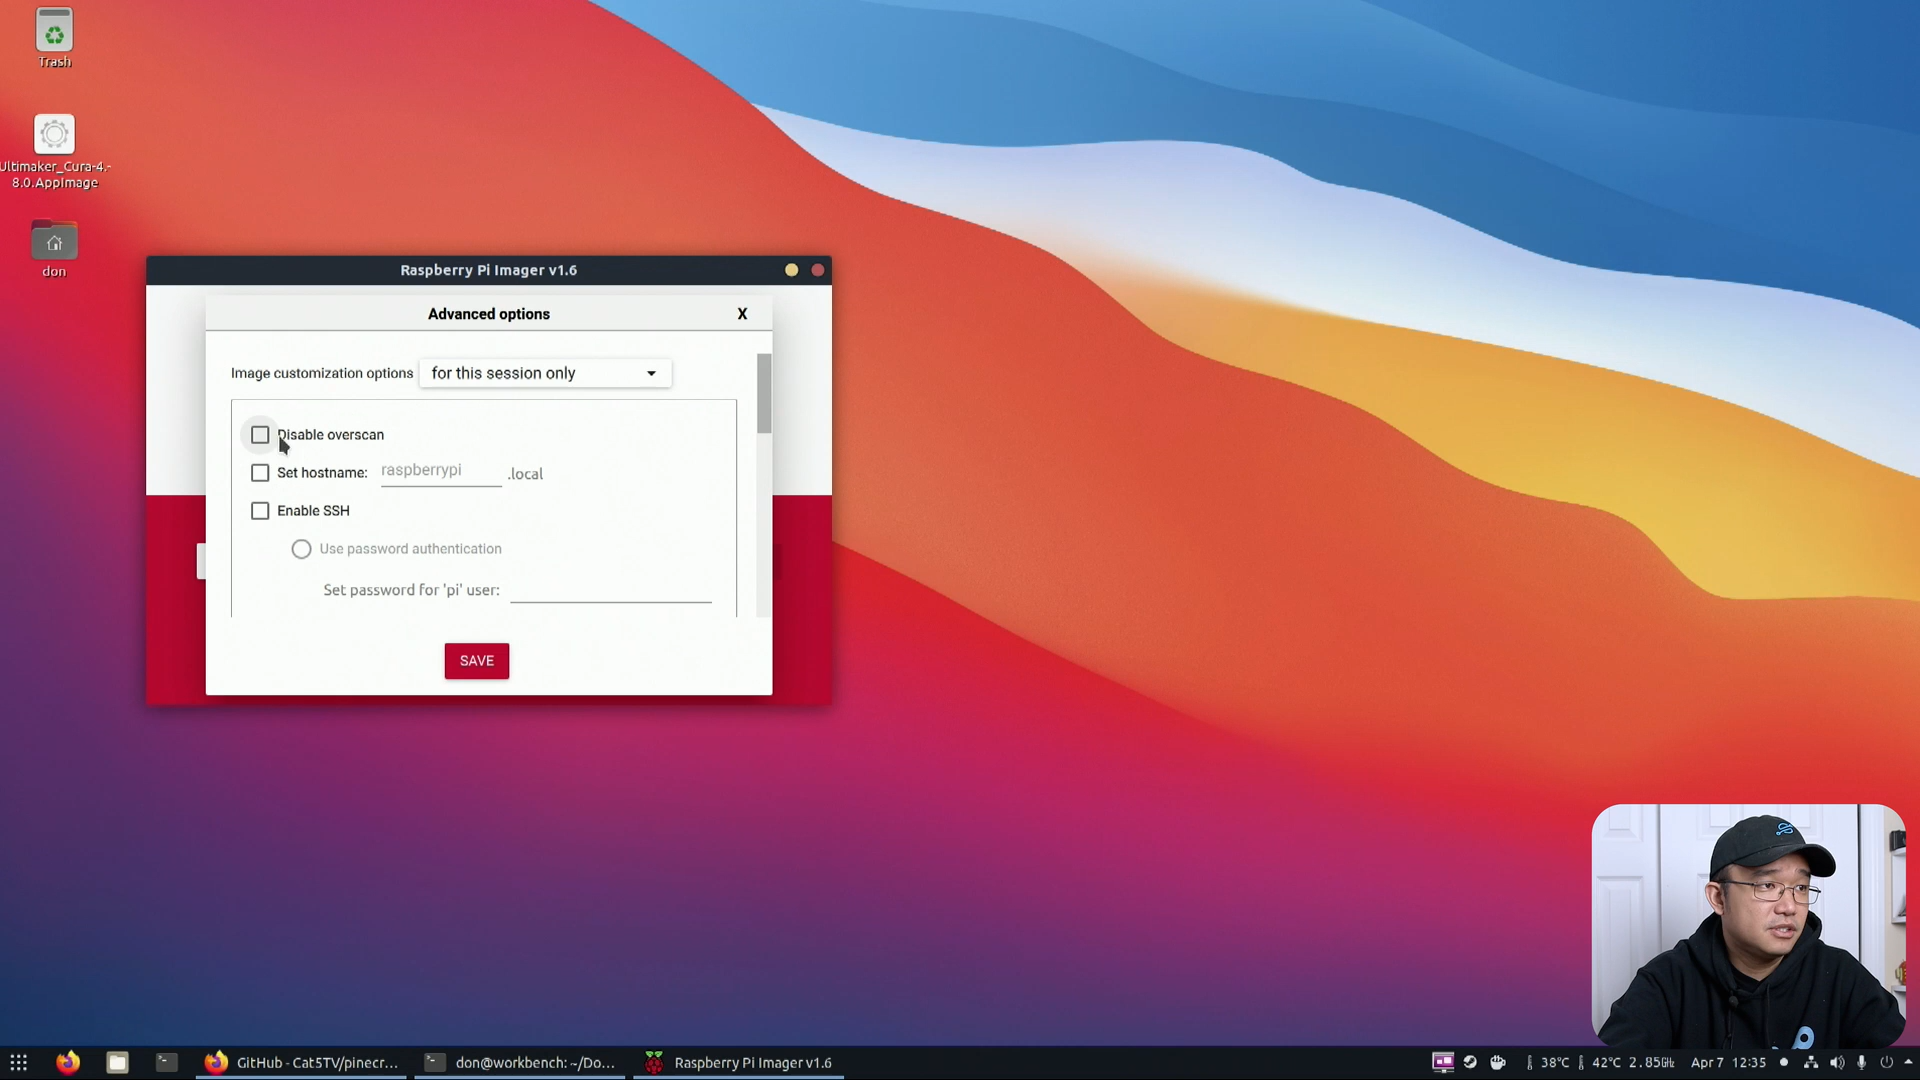 Trash
Ultimaker_Cura-4.-
8.0.AppImage
don
Raspberry Pi Imager v1.6
Advanced options
X
Image customization options
for this session only
Disable overscan
Set hostname:
raspberrypi
.local
Enable SSH
Use password authentication
Set password for 'pi' user:
SAVE
GitHub - Cat5TV/pinecr...
don@workbench: ~/Do...
Raspberry Pi Imager v1.6
38°C
42°C
2.85GHz
Apr 7 12:35